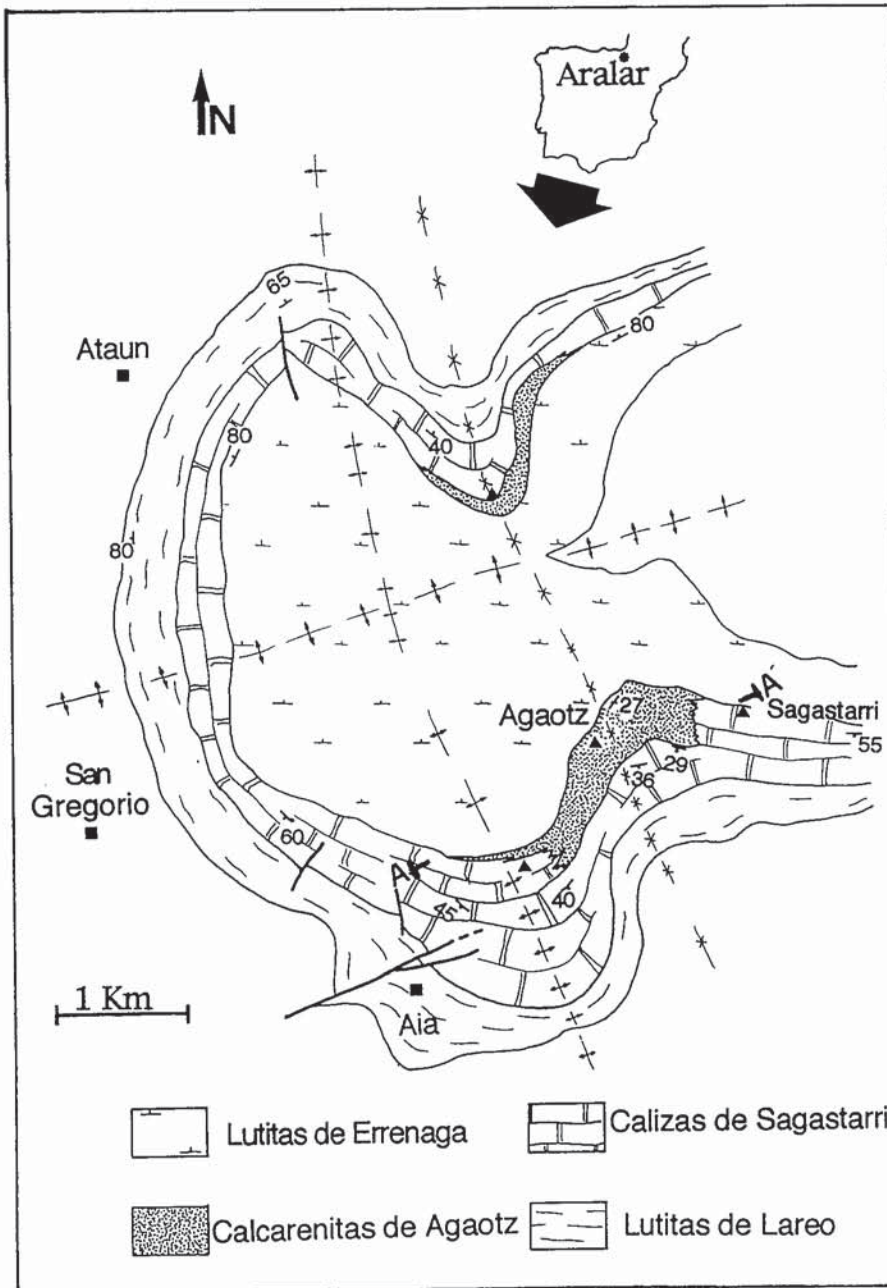 Aralar
N
65
Ataun
80
40
80
80
Agaotz
27
A'
Sagastarri
55
29
36
San
Gregorio
60
A
45
40
1 Km
Aia
Lutitas de Errenaga
Calizas de Sagastarri
Calcarenitas de Agaotz
Lutitas de Lareo